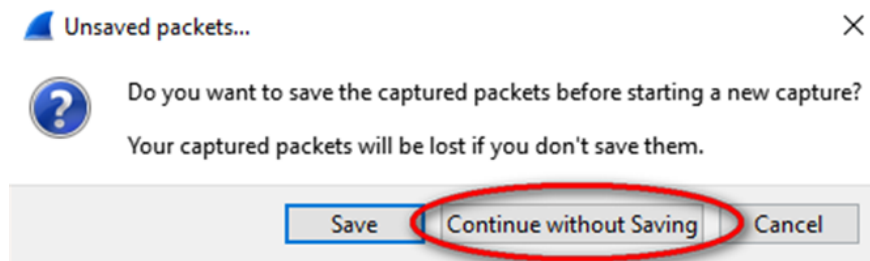 Unsaved packets...
Do you want to save the captured packets before starting a new capture?
Your captured packets will be lost if you don't save them.
Save Continue without Saving Cancel